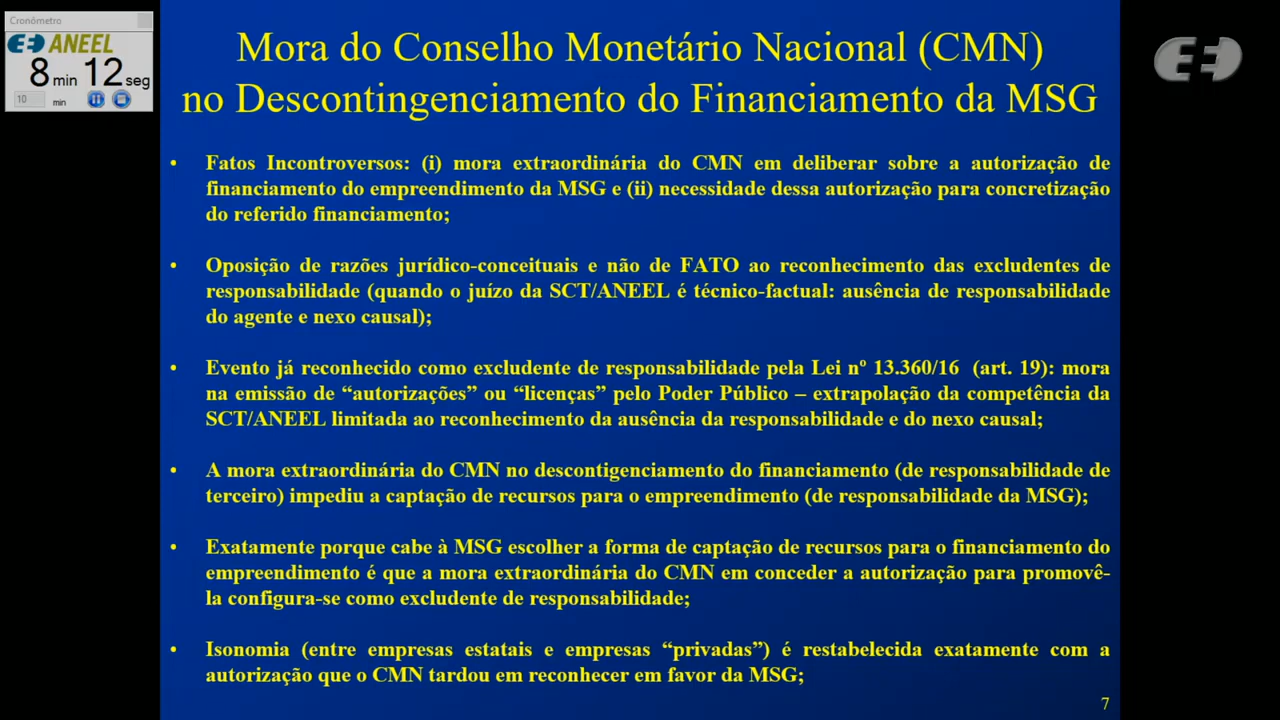 Cronômetro
ANEEL
8 min 12 seg
10 min
Mora do Conselho Monetário Nacional (CMN)
no Descontingenciamento do Financiamento da MSG
• Fatos Incontroversos: (i) mora extraordinária do CMN em deliberar sobre a autorização de
financiamento do empreendimento da MSG e (ii) necessidade dessa autorização para concretização
do referido financiamento;
• Oposição de razões jurídico-conceituais e não de FATO ao reconhecimento das excludentes de
responsabilidade (quando o juízo da SCT/ANEEL é técnico-factual: ausência de responsabilidade
do agente e nexo causal);
• Evento já reconhecido como excludente de responsabilidade pela Lei nº 13.360/16 (art. 19): mora
na emissão de “autorizações” ou “licenças” pelo Poder Público – extrapolação da competência da
SCT/ANEEL limitada ao reconhecimento da ausência da responsabilidade e do nexo causal;
• A mora extraordinária do CMN no descontigenciamento do financiamento (de responsabilidade de
terceiro) impediu a captação de recursos para o empreendimento (de responsabilidade da MSG);
• Exatamente porque cabe à MSG escolher a forma de captação de recursos para o financiamento do
empreendimento é que a mora extraordinária do CMN em conceder a autorização para promovê-
la configura-se como excludente de responsabilidade;
• Isonomia (entre empresas estatais e empresas “privadas”) é restabelecida exatamente com a
autorização que o CMN tardou em reconhecer em favor da MSG;
7